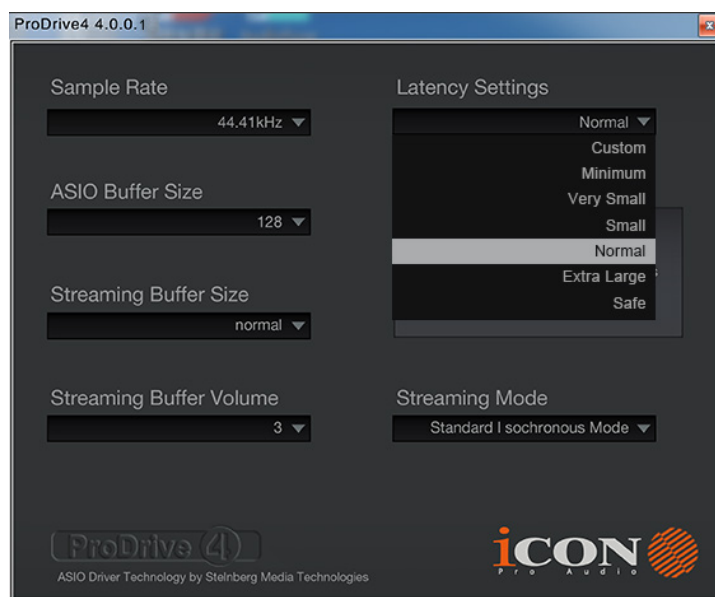 ProDrive4 4.0.0.1
Sample Rate
44.41kHz
ASIO Buffer Size
128
Streaming Buffer Size
normal
Streaming Buffer Volume
3
Latency Settings
Normal
Custom
Minimum
Very Small
Small
Normal
Extra Large
Safe
Streaming Mode
Standard I sochronous Mode
ProDrive 4
ASIO Driver Technology by Steinberg Media Technologies
iCON
Pro Audio